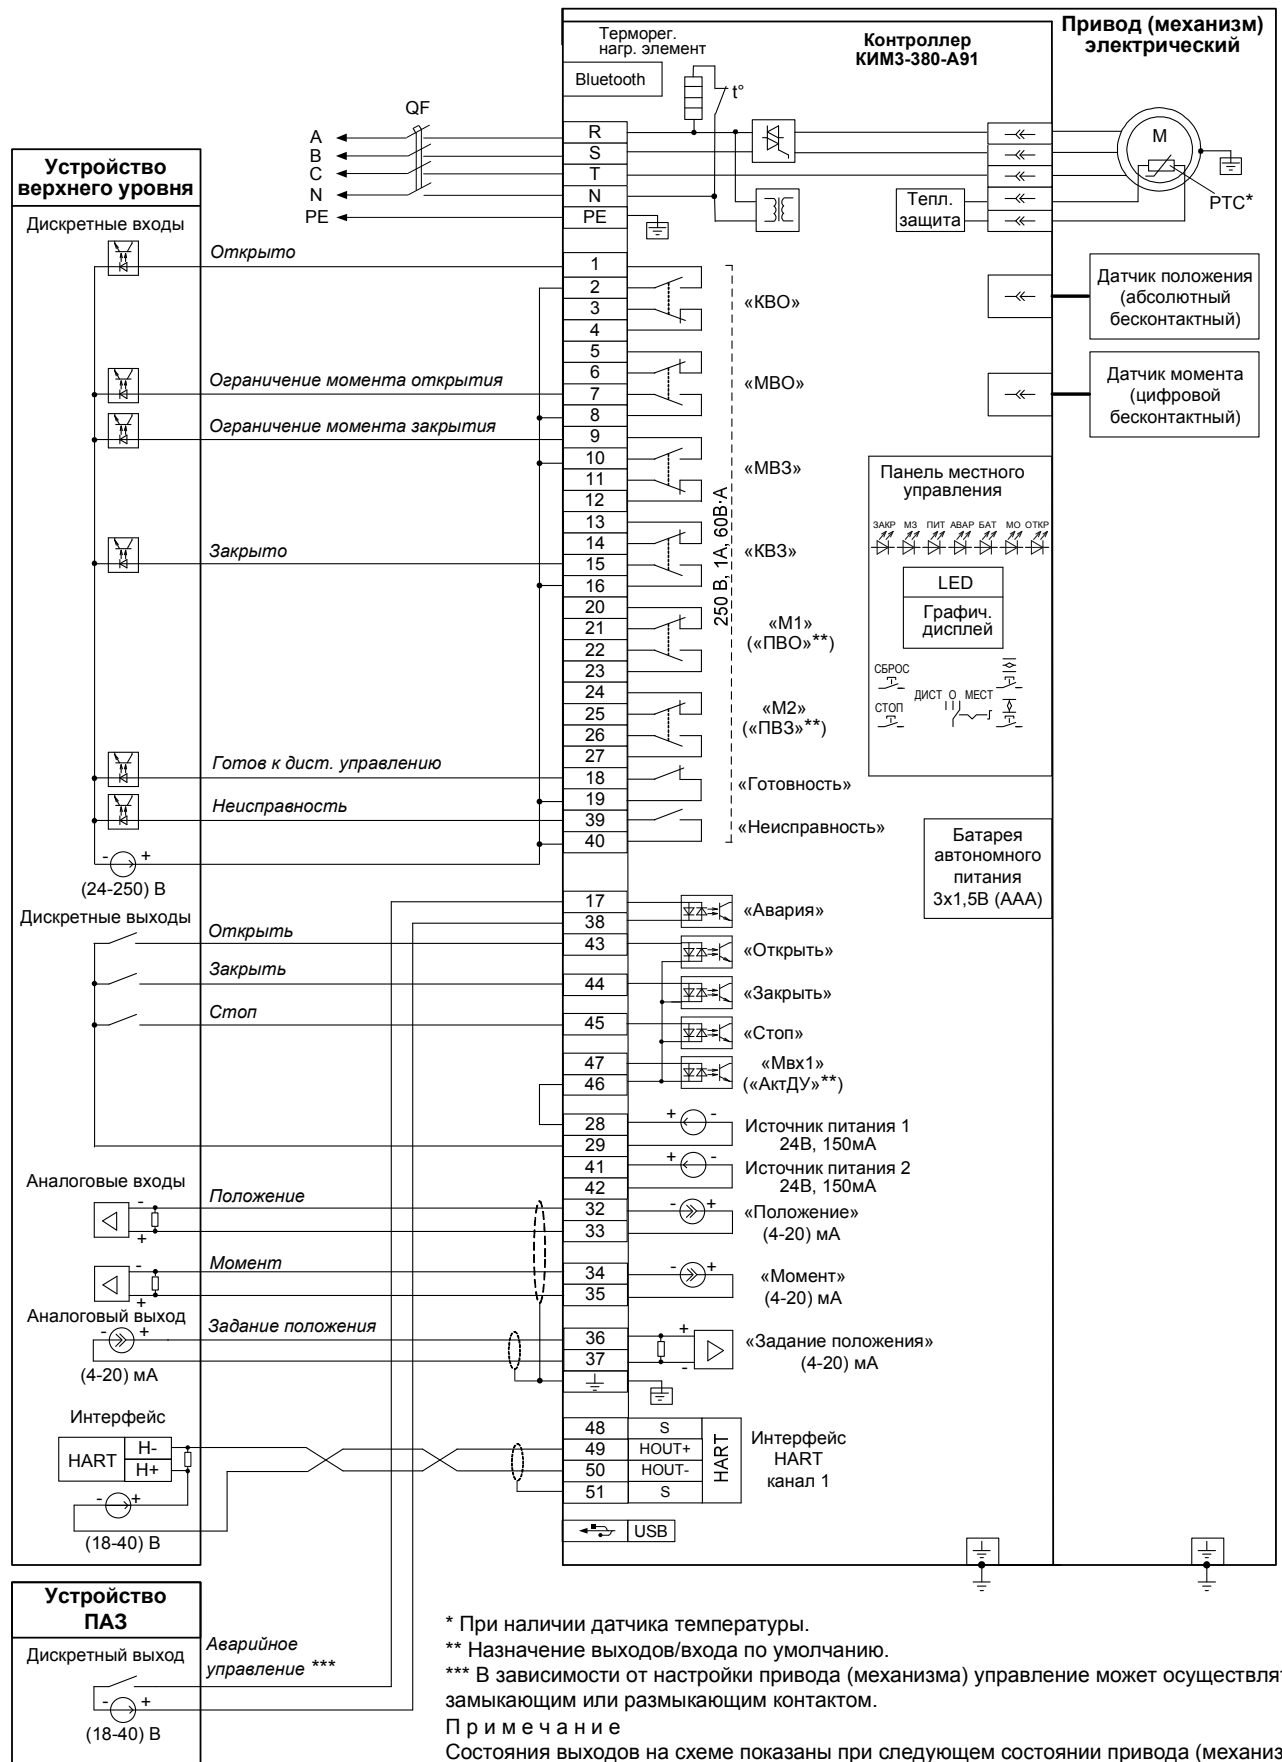 Привод (механизм)
электрический
Контроллер
КИМ3-380-А91
Терморег.
нагр. элемент
Bluetooth
t°
QF
A
B
C
N
PE
R
S
T
N
PE
M
PTC*
Тепл.
защита
Устройство
верхнего уровня
Дискретные входы
Открыто
Ограничение момента открытия
Ограничение момента закрытия
Закрыто
Готов к дист. управлению
Неисправность
- +
(24-250) В
1
2
3
4
«КВО»
5
6
7
8
«МВО»
9
10
11
12
«МВЗ»
13
14
15
16
«КВЗ»
20
21
22
23
«М1»
(«ПВО»**)
24
25
26
27
«М2»
(«ПВЗ»**)
18
19
«Готовность»
39
40
«Неисправность»
250 В, 1А, 60В·А
Датчик положения
(абсолютный
бесконтактный)
Датчик момента
(цифровой
бесконтактный)
Панель местного
управления
ЗАКР МЗ ПИТ АВАР БАТ МО ОТКР
LED
Графич.
дисплей
СБРОС
СТОП
ДИСТ О МЕСТ
Батарея
автономного
питания
3х1,5В (ААА)
Дискретные выходы
Открыть
Закрыть
Стоп
17
38
«Авария»
43
«Открыть»
44
«Закрыть»
45
«Стоп»
47
46
«Мвх1»
(«АктДУ»**)
28
29
+ -
Источник питания 1
24В, 150мА
41
42
+ -
Источник питания 2
24В, 150мА
Аналоговые входы
- +
Положение
32
33
- +
«Положение»
(4-20) мА
- +
Момент
34
35
- +
«Момент»
(4-20) мА
Аналоговый выход
- +
(4-20) мА
Задание положения
36
37
+ -
«Задание положения»
(4-20) мА
Интерфейс
HART
H-
H+
- +
(18-40) В
48
49
50
51
S
HOUT+
HOUT-
S
HART
Интерфейс
HART
канал 1
USB
Устройство
ПАЗ
Дискретный выход
- +
(18-40) В
Аварийное
управление ***
* При наличии датчика температуры.
** Назначение выходов/входа по умолчанию.
*** В зависимости от настройки привода (механизма) управление может осуществлят
замыкающим или размыкающим контактом.
П р и м е ч а н и е
Состояния выходов на схеме показаны при следующем состоянии привода (механиз